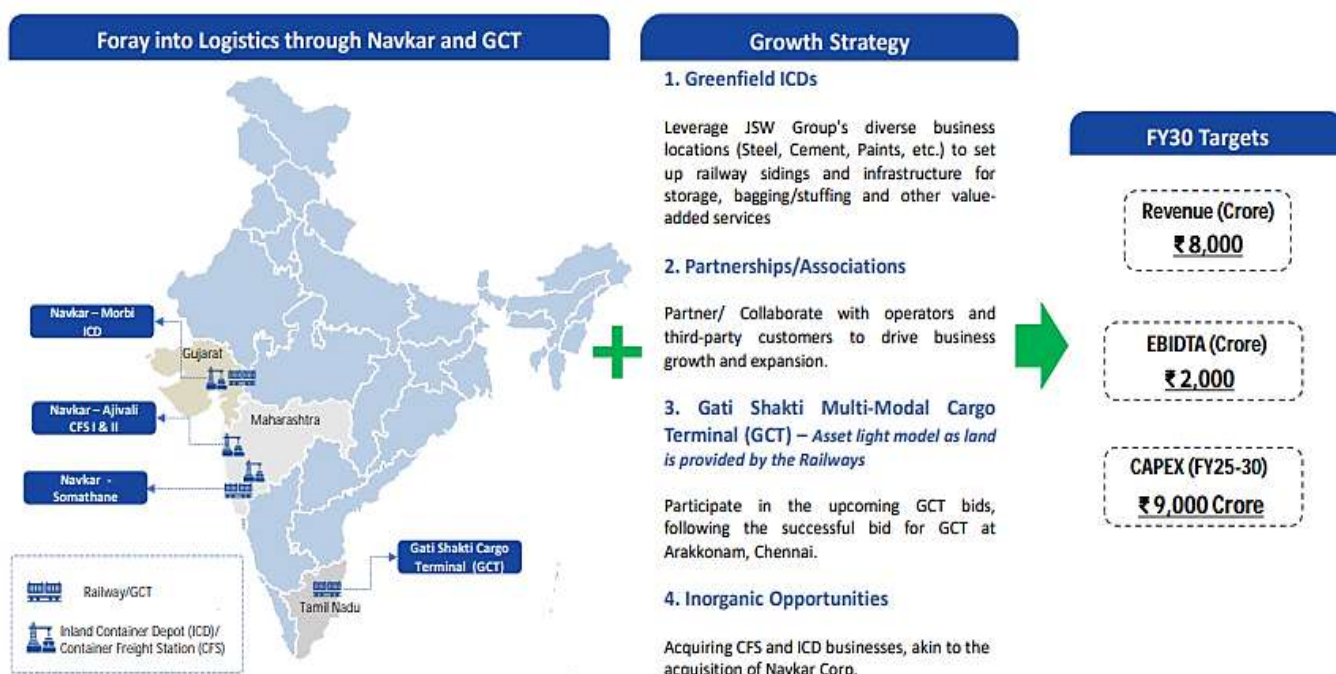 Foray into Logistics through Navkar and GCT
Navkar – Morbi
ICD
Gujarat
Navkar – Ajivali
CFS I & II
Maharashtra
Navkar -
Somathane
Gati Shakti Cargo
Terminal (GCT)
Tamil Nadu
Railway/GCT
Inland Container Depot (ICD)/
Container Freight Station (CFS)
Growth Strategy
1. Greenfield ICDs
Leverage JSW Group's diverse business
locations (Steel, Cement, Paints, etc.) to set
up railway sidings and infrastructure for
storage, bagging/stuffing and other value-
added services
2. Partnerships/Associations
Partner/ Collaborate with operators and
third-party customers to drive business
growth and expansion.
3. Gati Shakti Multi-Modal Cargo
Terminal (GCT) – Asset light model as land
is provided by the Railways
Participate in the upcoming GCT bids,
following the successful bid for GCT at
Arakkonam, Chennai.
4. Inorganic Opportunities
Acquiring CFS and ICD businesses, akin to the
acquisition of Navkar Corp.
FY30 Targets
Revenue (Crore)
₹ 8,000
EBIDTA (Crore)
₹ 2,000
CAPEX (FY25-30)
₹ 9,000 Crore